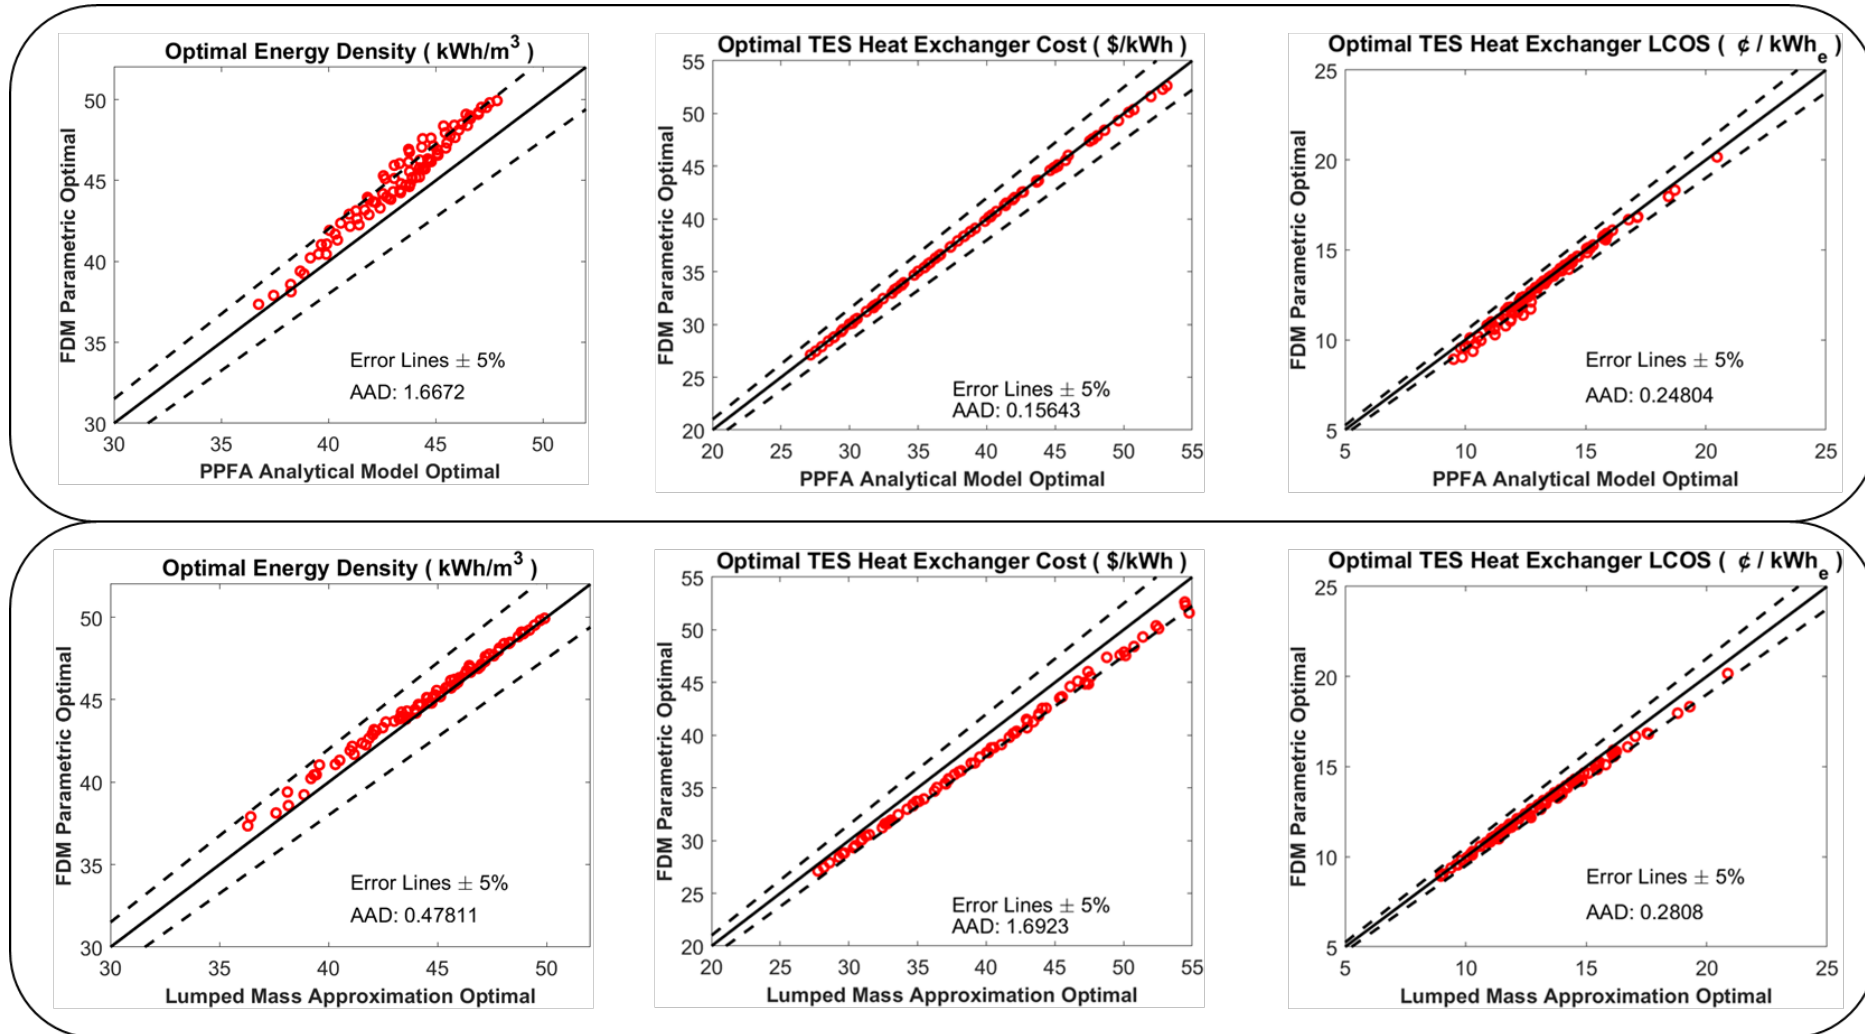 Optimal Energy Density ( kWh/m³ )
50
45
40
35
30
30 35 40 45 50
FDM Parametric Optimal
Error Lines ± 5%
AAD: 1.6672
PPFA Analytical Model Optimal
Optimal TES Heat Exchanger Cost ( $/kWh )
55
50
45
40
35
30
25
20
20 25 30 35 40 45 50 55
FDM Parametric Optimal
Error Lines ± 5%
AAD: 0.15643
PPFA Analytical Model Optimal
Optimal TES Heat Exchanger LCOS ( ¢ / kWhₑ )
25
20
15
10
5
5 10 15 20 25
FDM Parametric Optimal
Error Lines ± 5%
AAD: 0.24804
PPFA Analytical Model Optimal
Optimal Energy Density ( kWh/m³ )
50
45
40
35
30
30 35 40 45 50
FDM Parametric Optimal
Error Lines ± 5%
AAD: 0.47811
Lumped Mass Approximation Optimal
Optimal TES Heat Exchanger Cost ( $/kWh )
55
50
45
40
35
30
25
20
20 25 30 35 40 45 50 55
FDM Parametric Optimal
Error Lines ± 5%
AAD: 1.6923
Lumped Mass Approximation Optimal
Optimal TES Heat Exchanger LCOS ( ¢ / kWhₑ )
25
20
15
10
5
5 10 15 20 25
FDM Parametric Optimal
Error Lines ± 5%
AAD: 0.2808
Lumped Mass Approximation Optimal